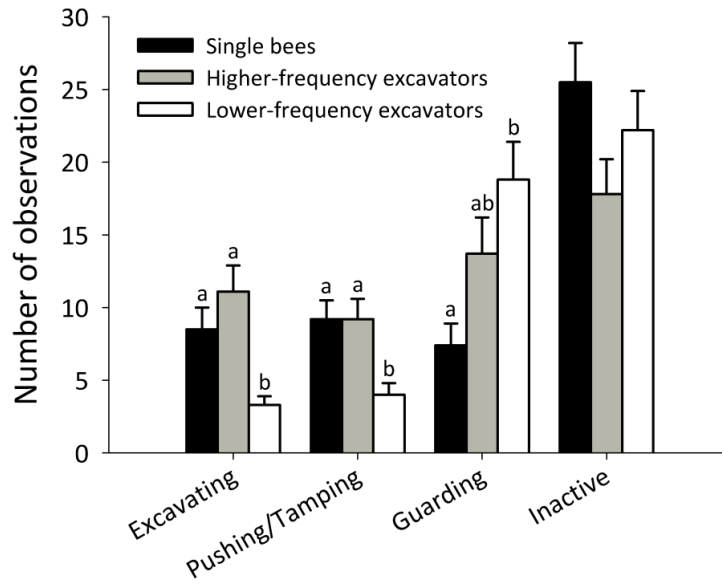 Number of observations
30
25
20
15
10
5
0
Single bees
Higher-frequency excavators
Lower-frequency excavators
a
a
b
a
a
b
a
ab
b
Excavating
Pushing/Tamping
Guarding
Inactive